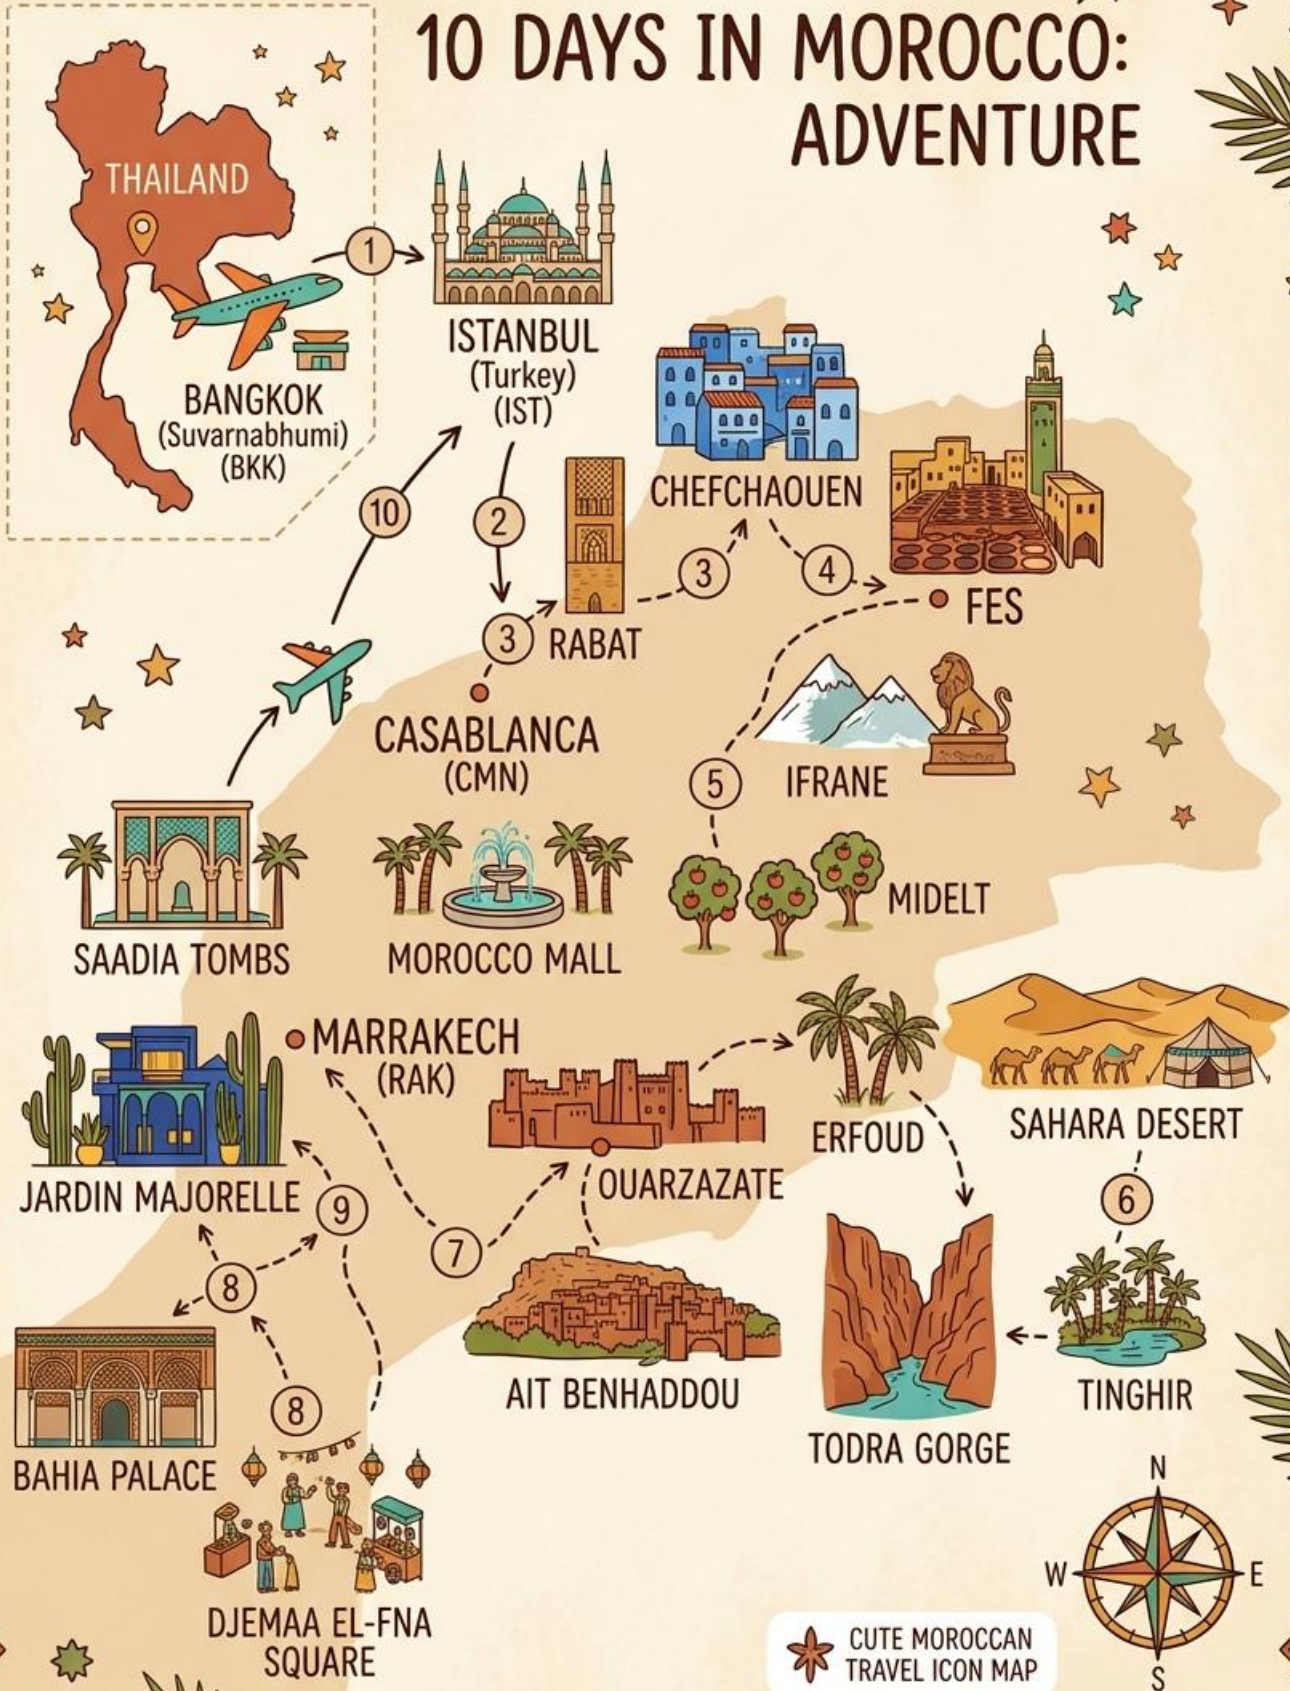 10 DAYS IN MOROCCO:
ADVENTURE
THAILAND
1
BANGKOK
(Suvarnabhumi)
(BKK)
ISTANBUL
(Turkey)
(IST)
10
2
3
RABAT
3
CHEFCHAOUEN
4
FES
CASABLANCA
(CMN)
5
IFRANE
MIDELT
SAADIA TOMBS
MOROCCO MALL
MARRAKECH
(RAK)
JARDIN MAJORELLE
OUARZAZATE
ERFOUD
SAHARA DESERT
6
9
7
8
8
BAHIA PALACE
AIT BENHADDOU
TODRA GORGE
TINGHIR
DJEMAA EL-FNA
SQUARE
N
W
E
S
CUTE MOROCCAN
TRAVEL ICON MAP